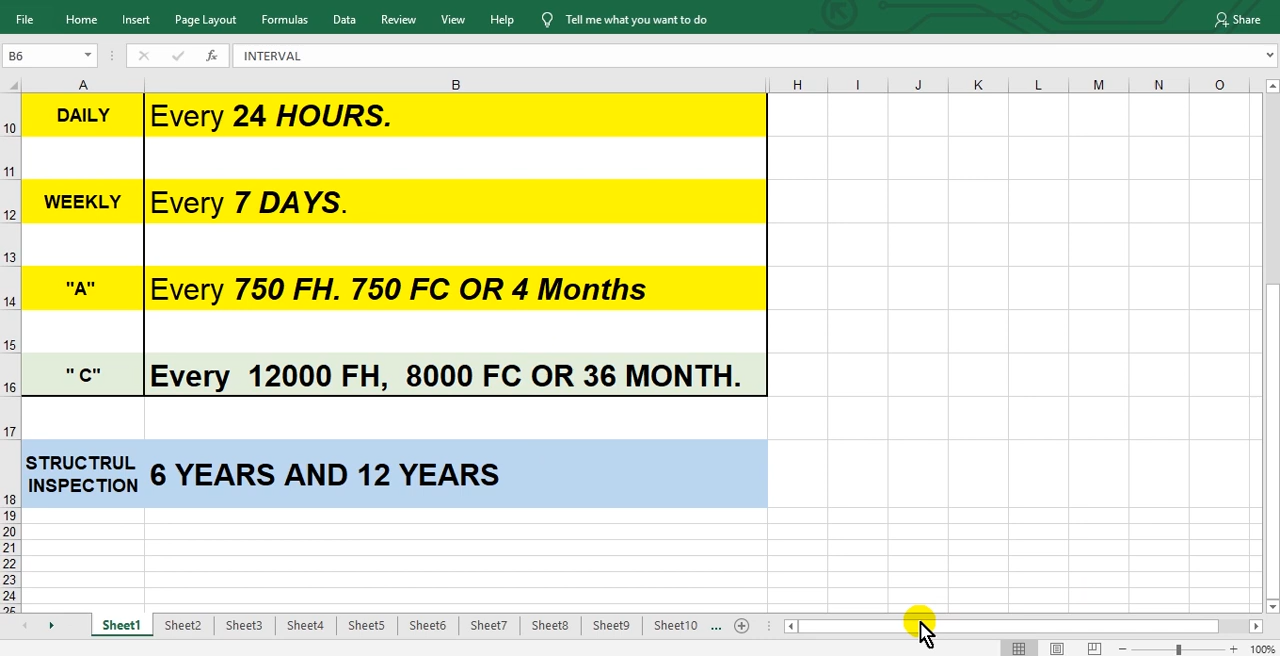 File Home Insert Page Layout Formulas Data Review View Help Tell me what you want to do Share
B6 fx INTERVAL
A B H I J K L M N O
10 DAILY Every 24 HOURS.
11
12 WEEKLY Every 7 DAYS.
13
14 "A" Every 750 FH. 750 FC OR 4 Months
15
16 " C" Every 12000 FH, 8000 FC OR 36 MONTH.
17
STRUCTRUL
INSPECTION 6 YEARS AND 12 YEARS
18
19
20
21
22
23
24
25
Sheet1 Sheet2 Sheet3 Sheet4 Sheet5 Sheet6 Sheet7 Sheet8 Sheet9 Sheet10 ...
100%